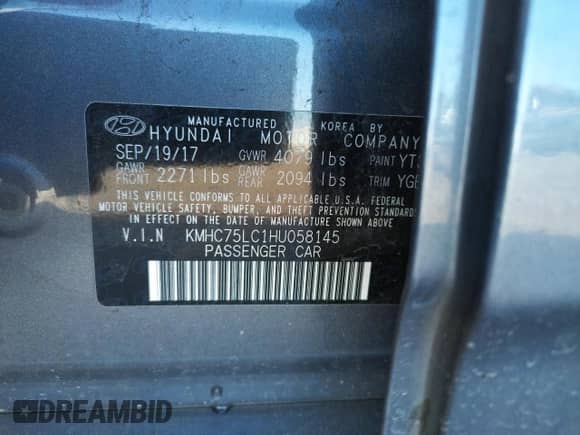 MANUFACTURED KOREA BY
HYUNDAI MOTOR COMPANY
SEP/19/17 GVWR 4079 lbs PAINT
GAWR FRONT 2271 lbs GAWR REAR 2094 lbs TRIM
THIS VEHICLE CONFORMS TO ALL APPLICABLE U.S.A. FEDERAL
MOTOR VEHICLE SAFETY, BUMPER, AND THEFT PREVENTION STANDARDS
IN EFFECT ON THE DATE OF MANUFACTURE SHOWN ABOVE
V.I.N KMHC75LC1HU058145
PASSENGER CAR
DREAMBID